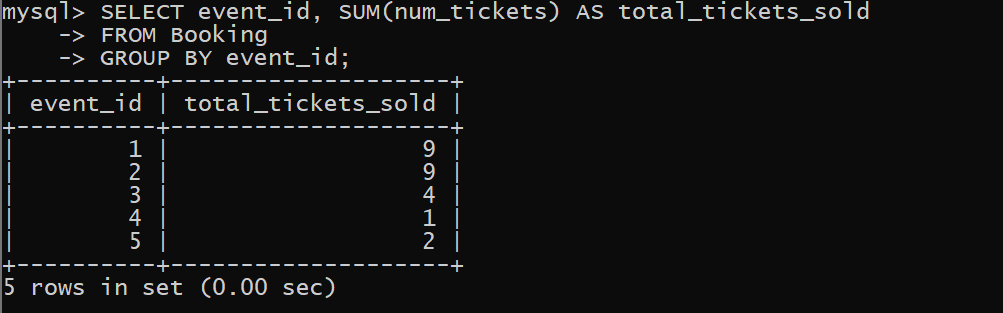 mysql> SELECT event_id, SUM(num_tickets) AS total_tickets_sold
    -> FROM Booking
    -> GROUP BY event_id;
+----------+--------------------+
| event_id | total_tickets_sold |
+----------+--------------------+
|        1 |                  9 |
|        2 |                  9 |
|        3 |                  4 |
|        4 |                  1 |
|        5 |                  2 |
+----------+--------------------+
5 rows in set (0.00 sec)